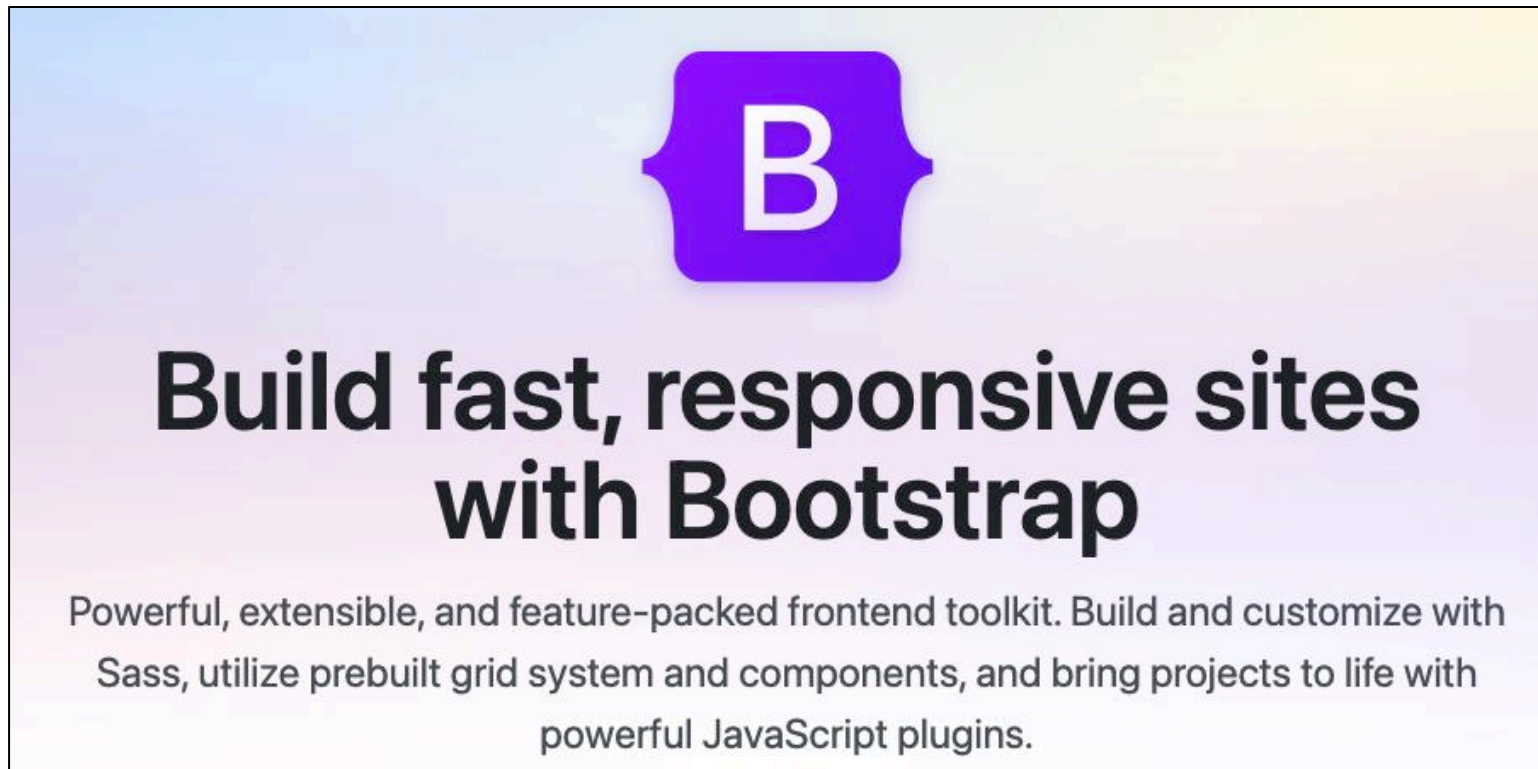 B
Build fast, responsive sites
with Bootstrap
Powerful, extensible, and feature-packed frontend toolkit. Build and customize with
Sass, utilize prebuilt grid system and components, and bring projects to life with
powerful JavaScript plugins.